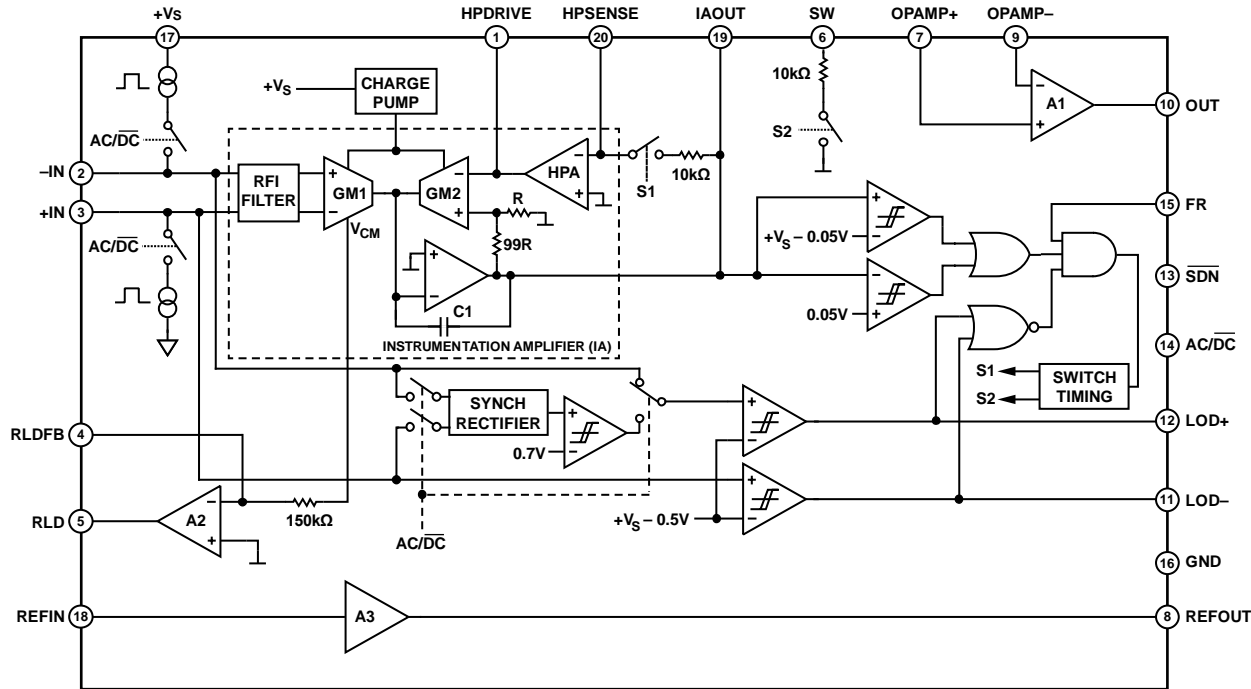 +VS HPDRIVE HPSENSE IAOUT SW OPAMP+ OPAMP–
17 1 20 19 6 7 9
+VS
CHARGE
PUMP
10kΩ
A1
–
+
10 OUT
AC/DC
S2
–IN 2
RFI
FILTER
+
–
GM1
GM2
–
+
HPA
–
+
S1
10kΩ
+IN 3
VCM
R
99R
AC/DC
+
–
C1
INSTRUMENTATION AMPLIFIER (IA)
+
–
+VS – 0.05V
–
+
0.05V
15 FR
13 SDN
14 AC/DC
S1
S2
SWITCH
TIMING
SYNCH
RECTIFIER
+
–
0.7V
+
–
12 LOD+
RLDFB 4
+
–
+VS – 0.5V
11 LOD–
RLD 5
A2
–
+
150kΩ
AC/DC
16 GND
REFIN 18
A3
8 REFOUT